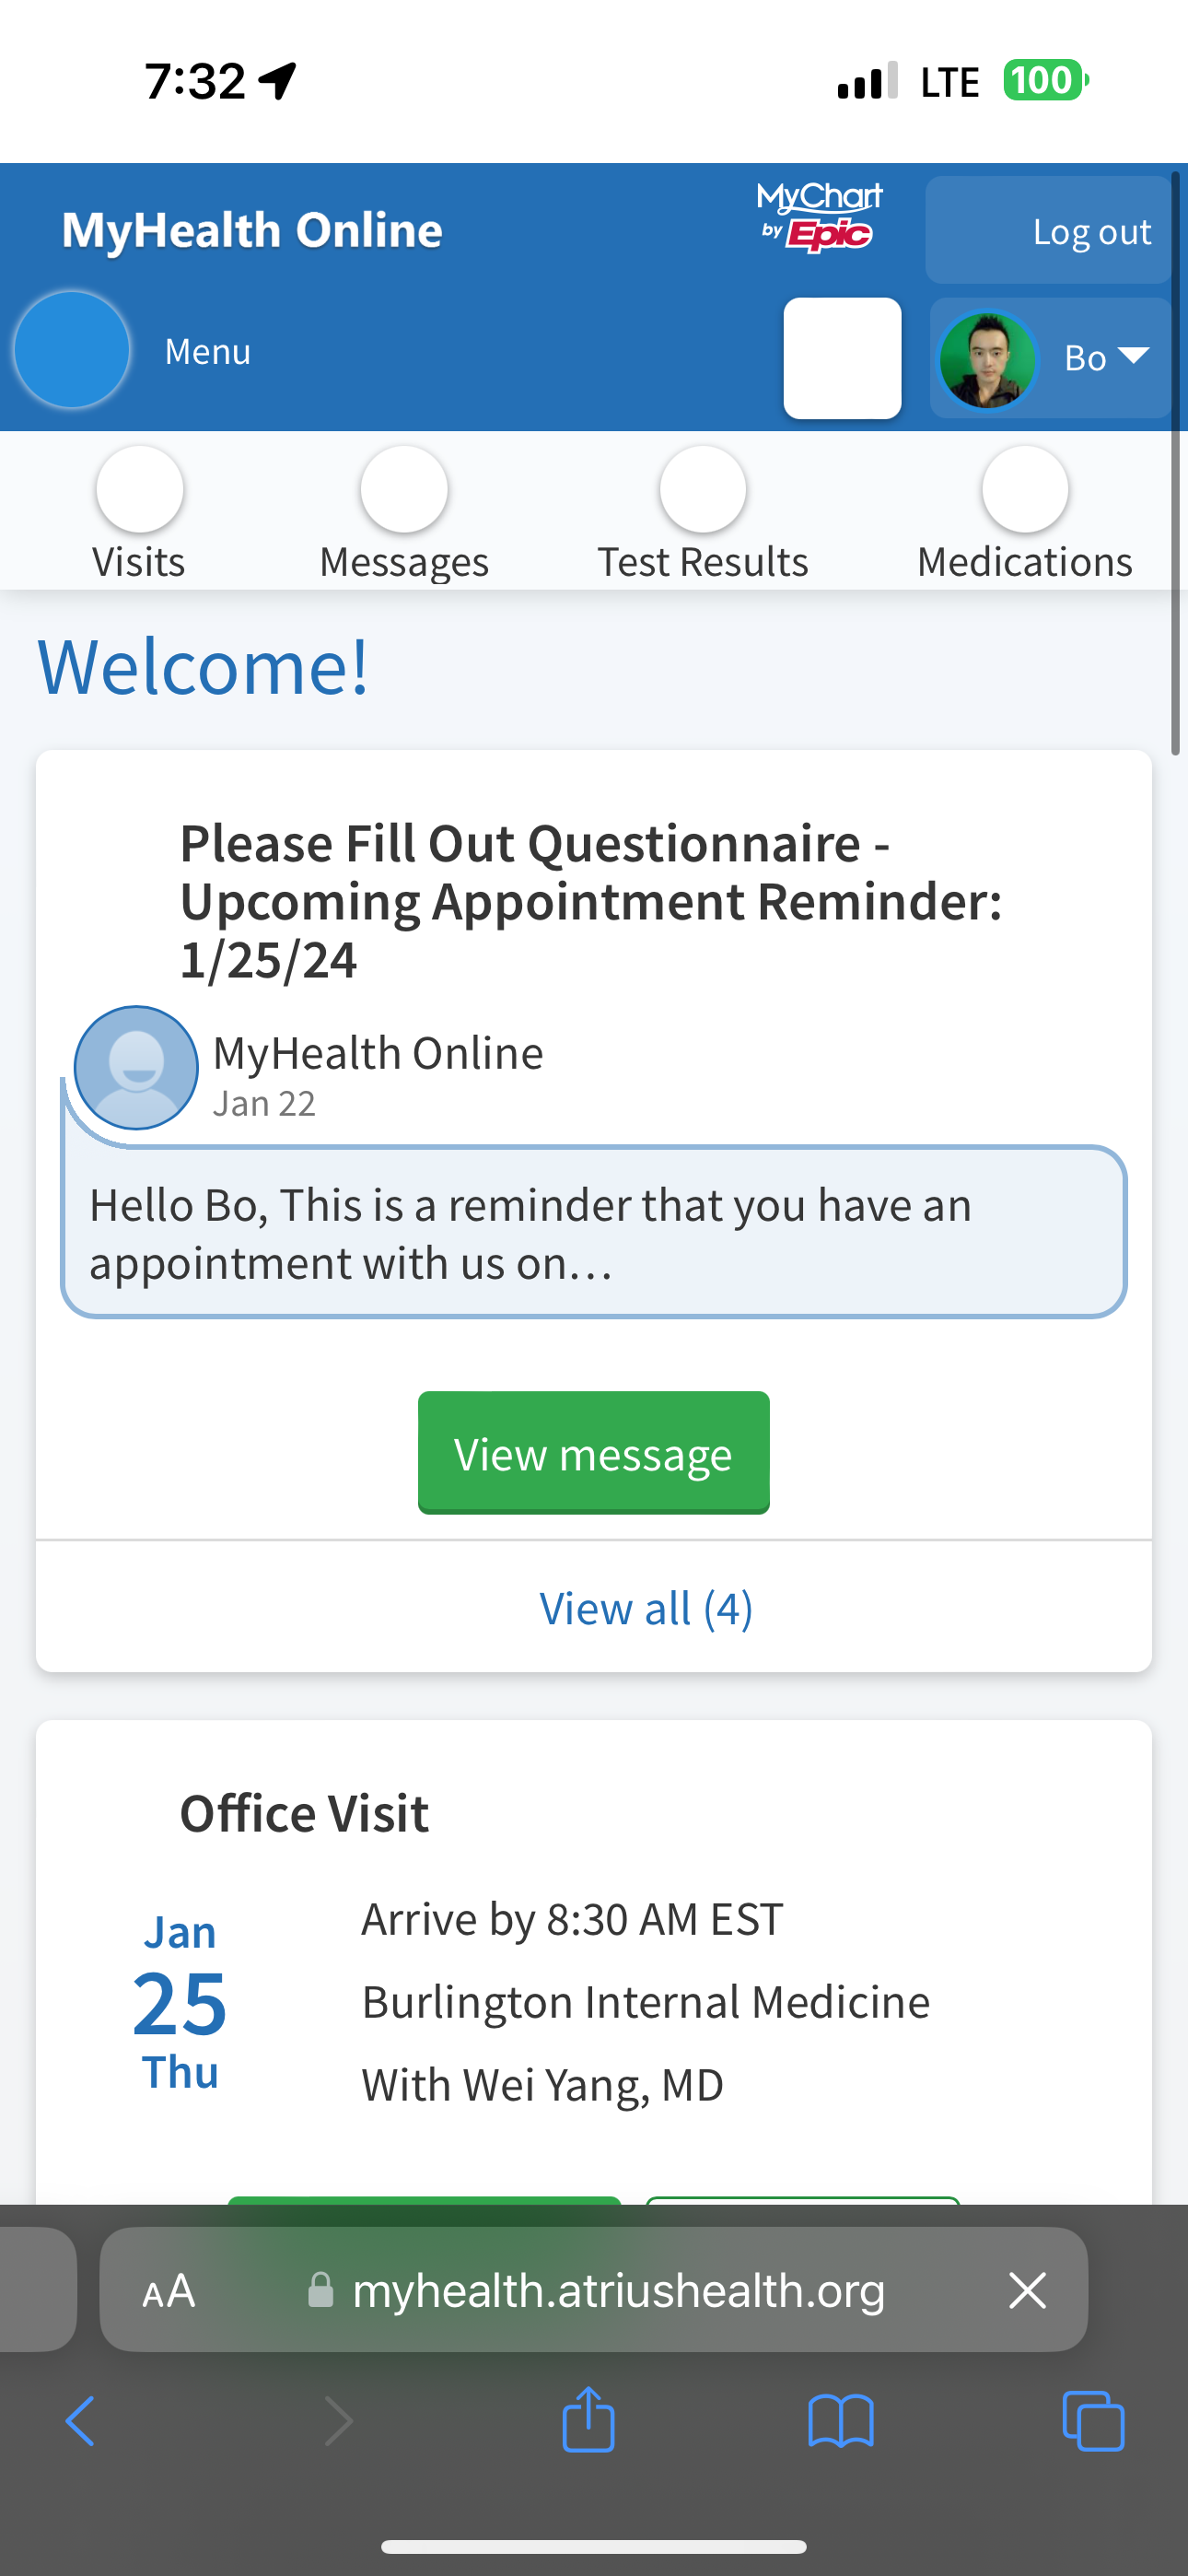 7:32
LTE
100
MyHealth Online
MyChart
by Epic
Log out
Menu
Bo
Visits
Messages
Test Results
Medications
Welcome!
Please Fill Out Questionnaire -
Upcoming Appointment Reminder:
1/25/24
MyHealth Online
Jan 22
Hello Bo, This is a reminder that you have an
appointment with us on...
View message
View all (4)
Office Visit
Jan
25
Thu
Arrive by 8:30 AM EST
Burlington Internal Medicine
With Wei Yang, MD
AA
myhealth.atriushealth.org